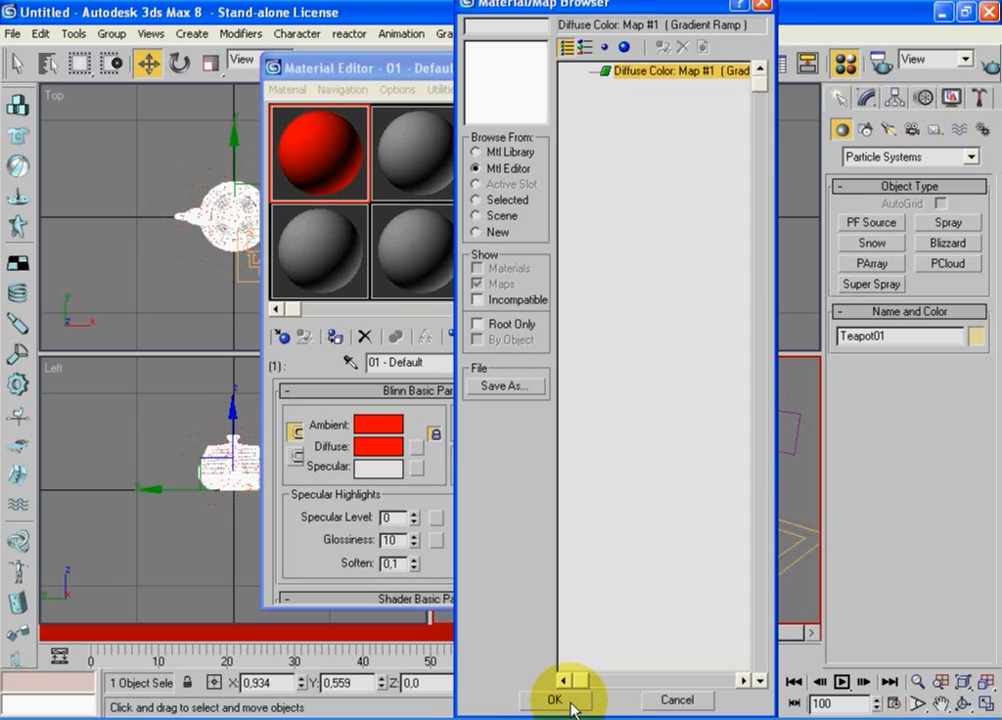 Untitled - Autodesk 3ds Max 8 - Stand-alone License
File Edit Tools Group Views Create Modifiers Character reactor Animation Gra
View
View
Top
Left
Material Editor - 01 - Defaul
Material Navigation Options Utiliti
(1) :
01 - Default
Blinn Basic Pa
Ambient:
Diffuse:
Specular:
Specular Highlights
Specular Level: 0
Glossiness: 10
Soften: 0,1
Shader Basic Pa
Material/Map Browser
Diffuse Color: Map #1 ( Gradient Ramp )
Diffuse Color: Map #1 ( Grad
Browse From:
Mtl Library
Mtl Editor
Active Slot
Selected
Scene
New
Show
Materials
Maps
Incompatible
Root Only
By Object
File
Save As...
OK
Cancel
Particle Systems
- Object Type
AutoGrid
PF Source Spray
Snow Blizzard
PArray PCloud
Super Spray
- Name and Color
Teapot01
0 10 20 30 40 50
1 Object Sele X: 0,934 Y: 0,559 Z: 0,0
Click and drag to select and move objects
100